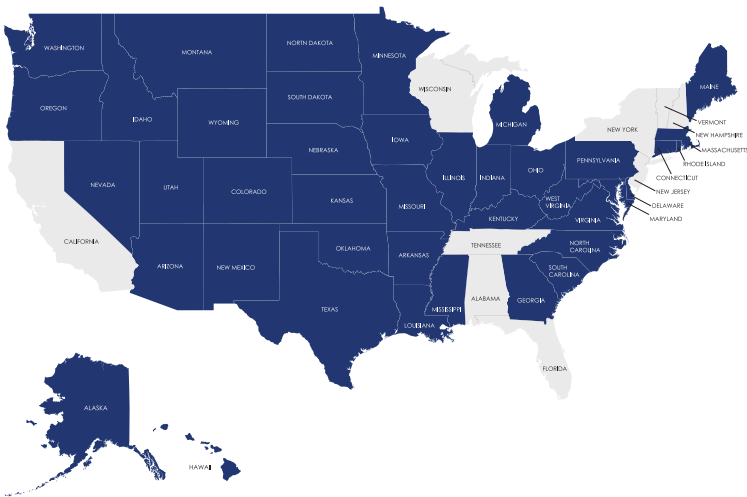 WASHINGTON
MONTANA
NORTH DAKOTA
MINNESOTA
WISCONSIN
MAINE
OREGON
IDAHO
WYOMING
SOUTH DAKOTA
MICHIGAN
NEW YORK
VERMONT
NEW HAMPSHIRE
MASSACHUSETTS
RHODE ISLAND
CONNECTICUT
NEW JERSEY
DELAWARE
MARYLAND
NEBRASKA
IOWA
ILLINOIS
INDIANA
OHIO
PENNSYLVANIA
NEVADA
UTAH
COLORADO
KANSAS
MISSOURI
KENTUCKY
WEST
VIRGINIA
VIRGINIA
CALIFORNIA
ARIZONA
NEW MEXICO
OKLAHOMA
ARKANSAS
TENNESSEE
NORTH
CAROLINA
SOUTH
CAROLINA
TEXAS
LOUISIANA
MISSISSIPPI
ALABAMA
GEORGIA
FLORIDA
ALASKA
HAWAII